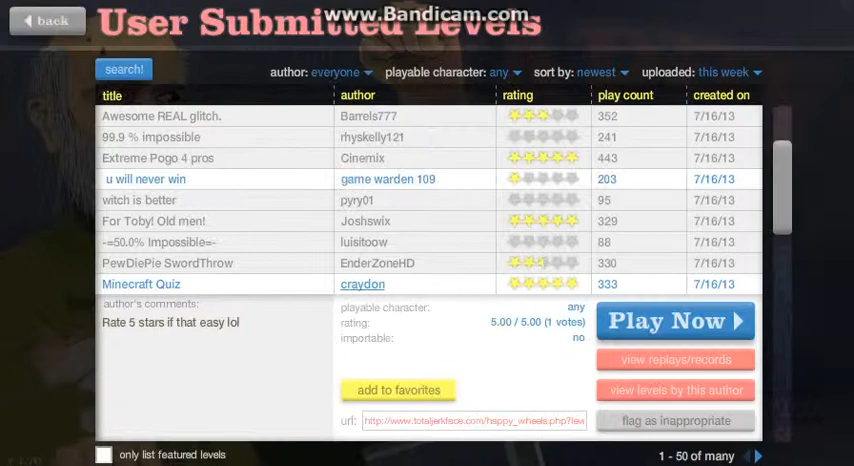 www.Bandicam.com
back
User Submitted Levels
search!
author: everyone playable character: any sort by: newest uploaded: this week
title author rating play count created on
Awesome REAL glitch. Barrels777 352 7/16/13
99.9 % impossible rhyskelly121 241 7/16/13
Extreme Pogo 4 pros Cinemix 443 7/16/13
u will never win game warden 109 203 7/16/13
witch is better pyry01 95 7/16/13
For Toby! Old men! Joshswix 329 7/16/13
-=50.0% Impossible=- luisitoow 88 7/16/13
PewDiePie SwordThrow EnderZoneHD 330 7/16/13
Minecraft Quiz craydon 333 7/16/13
author's comments:
Rate 5 stars if that easy lol
playable character: any
rating: 5.00 / 5.00 (1 votes)
importable: no
add to favorites
url: http://www.totaljerkface.com/happy_wheels.php?leve
Play Now
view replays/records
view levels by this author
flag as inappropriate
only list featured levels
1 - 50 of many